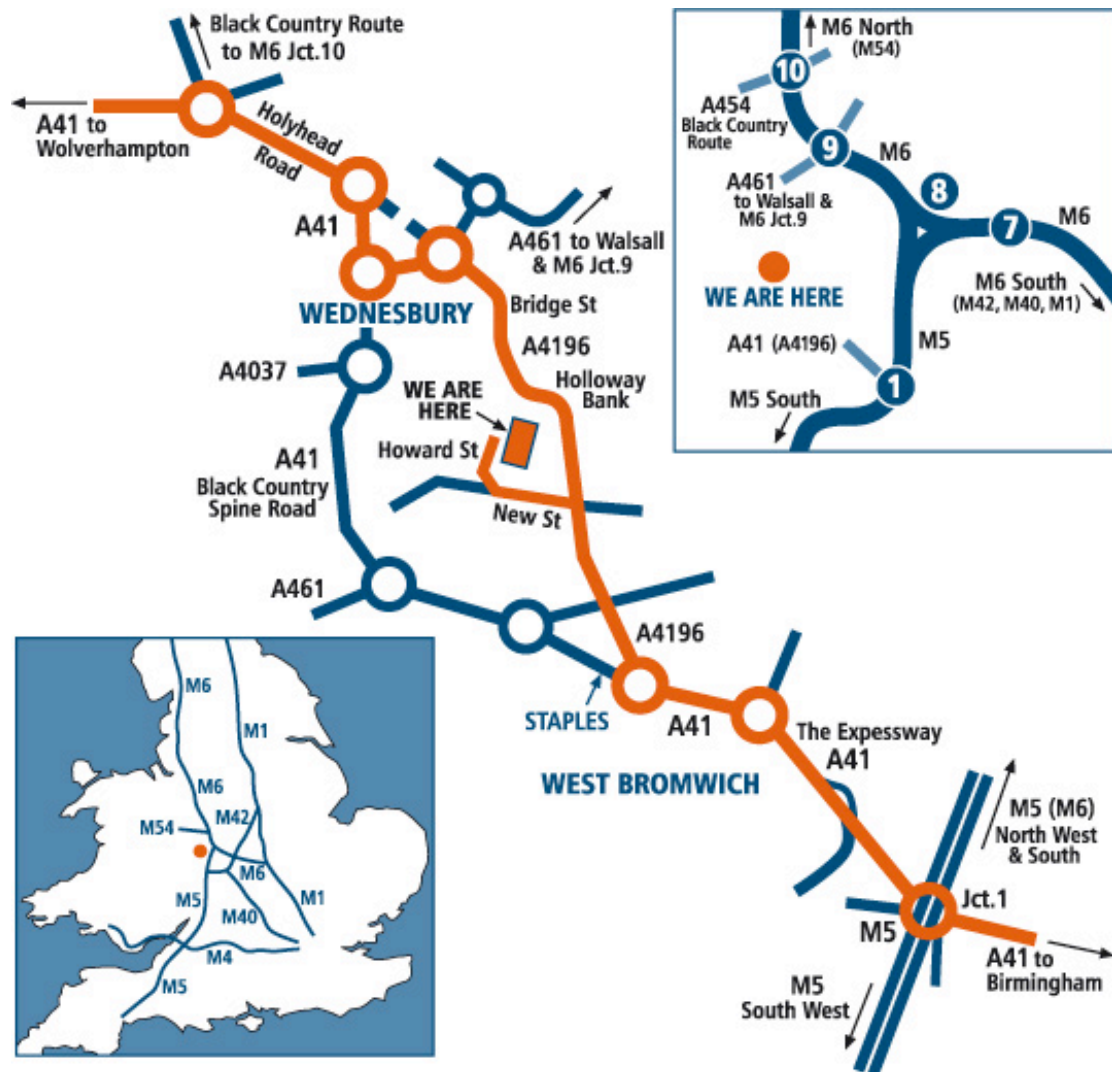 Black Country Route
to M6 Jct.10
A41 to
Wolverhampton
Holyhead
Road
A41
A461 to Walsall
& M6 Jct.9
WEDNESBURY
Bridge St
A4196
A4037
Holloway
Bank
WE ARE
HERE
Howard St
A41
Black Country
Spine Road
New St
A461
A4196
STAPLES
A41
The Expessway
A41
WEST BROMWICH
M5 (M6)
North West
& South
Jct.1
M5
A41 to
Birmingham
M5
South West
M6 North
(M54)
10
A454
Black Country
Route
9
M6
8
A461
to Walsall &
M6 Jct.9
7
M6
WE ARE HERE
M6 South
(M42, M40, M1)
A41 (A4196)
M5
1
M5 South
M6
M1
M6
M42
M54
M6
M5
M1
M40
M4
M5